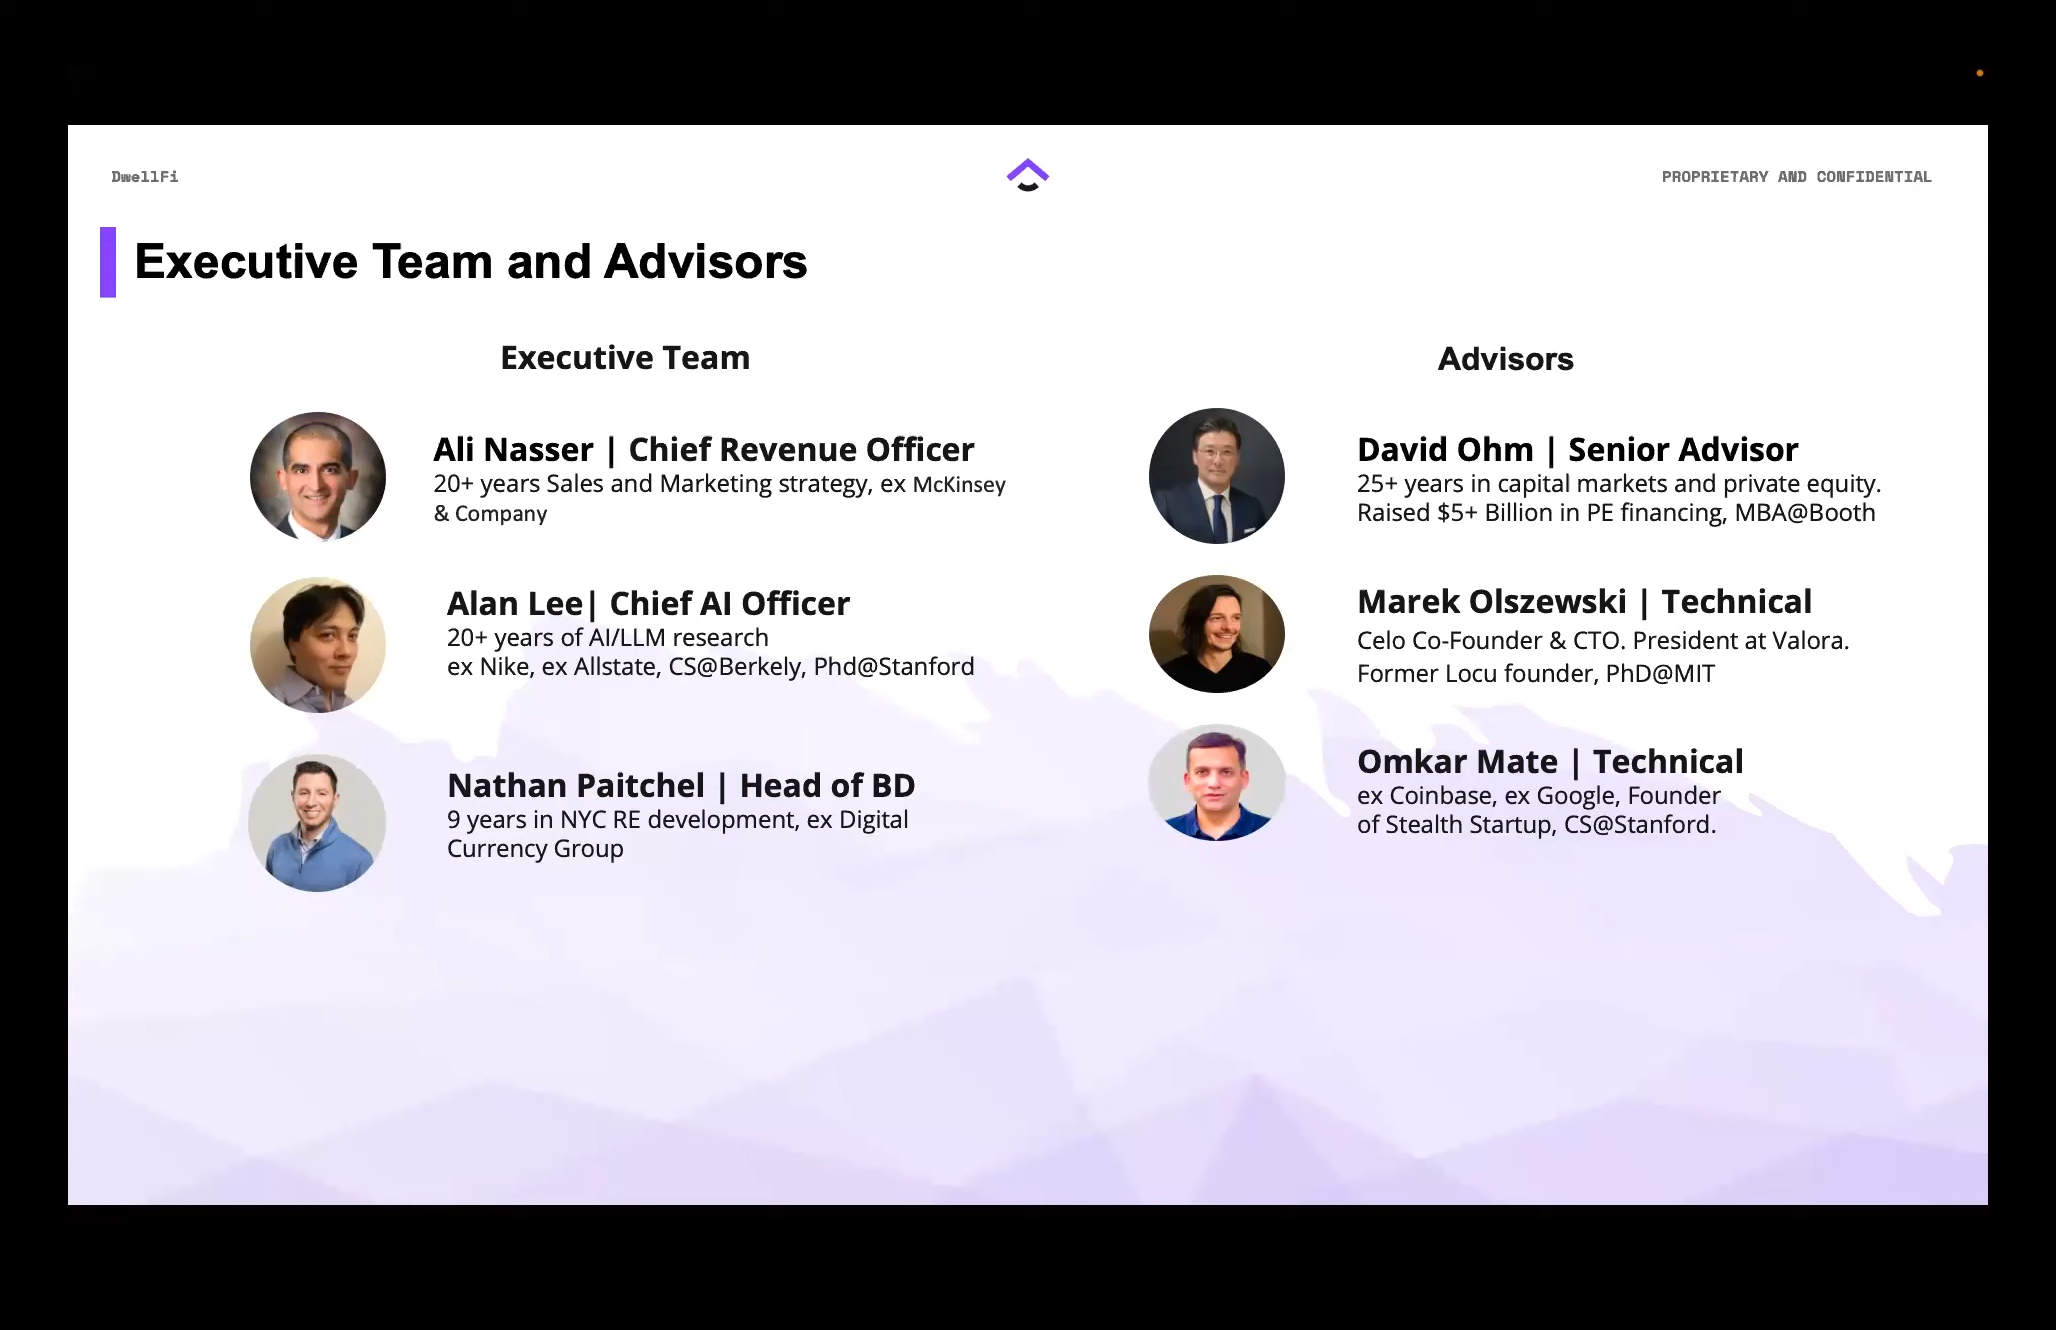 DwellFi
PROPRIETARY AND CONFIDENTIAL
Executive Team and Advisors
Executive Team
Ali Nasser | Chief Revenue Officer
20+ years Sales and Marketing strategy, ex McKinsey
& Company
Alan Lee| Chief AI Officer
20+ years of AI/LLM research
ex Nike, ex Allstate, CS@Berkely, Phd@Stanford
Nathan Paitchel | Head of BD
9 years in NYC RE development, ex Digital
Currency Group
Advisors
David Ohm | Senior Advisor
25+ years in capital markets and private equity.
Raised $5+ Billion in PE financing, MBA@Booth
Marek Olszewski | Technical
Celo Co-Founder & CTO. President at Valora.
Former Locu founder, PhD@MIT
Omkar Mate | Technical
ex Coinbase, ex Google, Founder
of Stealth Startup, CS@Stanford.